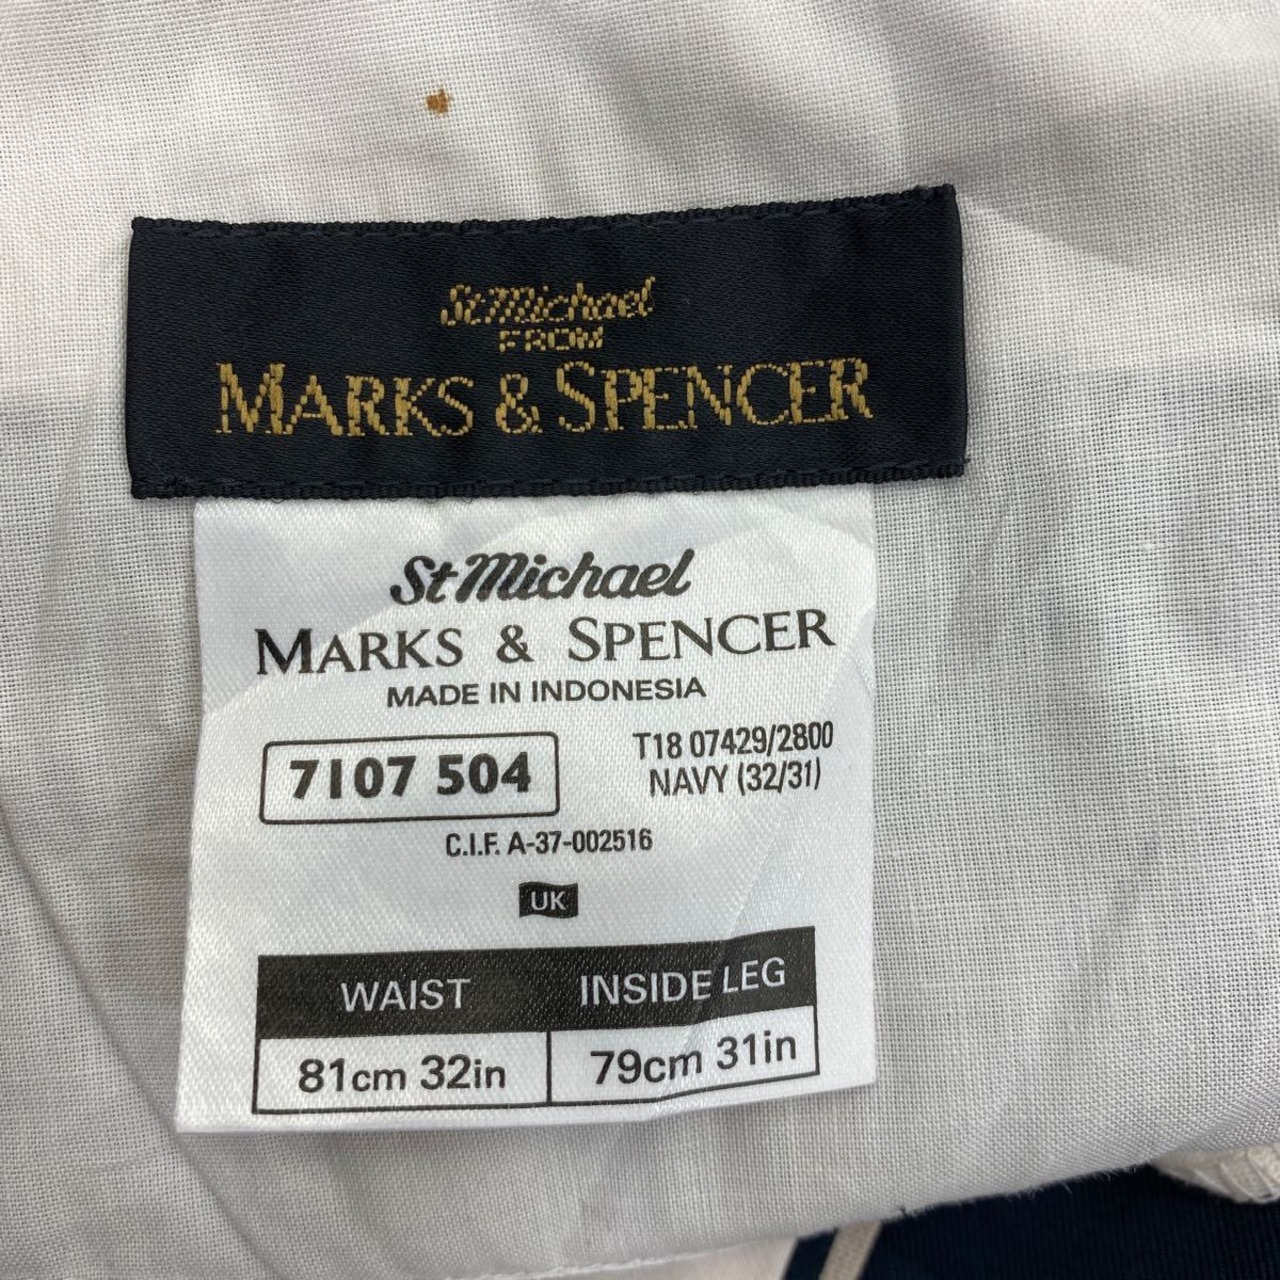 St Michael
FROM
MARKS & SPENCER
St Michael
MARKS & SPENCER
MADE IN INDONESIA
7107 504
T18 07429/2800
NAVY (32/31)
C.I.F. A-37-002516
UK
WAIST INSIDE LEG
81cm 32in 79cm 31in